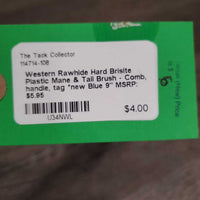 The Tack Collector
114714-108
Western Rawhide Hard Brisite
Plastic Mane & Tail Brush - Comb,
handle, tag *new Blue 9" MSRP:
$5.95
$4.00
U34NWL